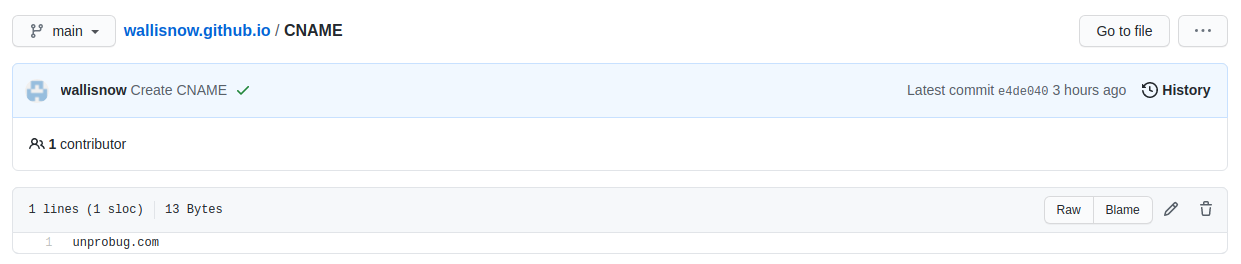 main wallisnow.github.io / CNAME Go to file ...
wallisnow Create CNAME Latest commit e4de040 3 hours ago History
1 contributor
1 lines (1 sloc) 13 Bytes Raw Blame
1 unprobug.com